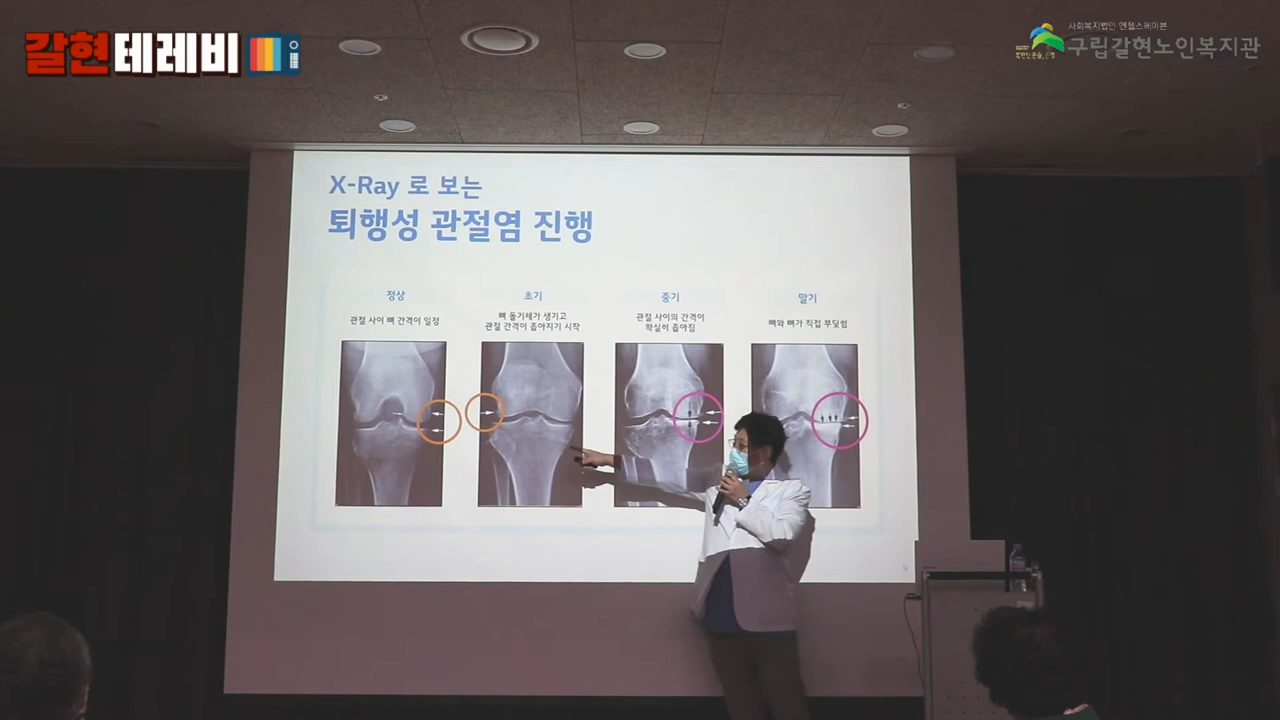 갈현테레비
사회복지법인 엔젤스헤이븐
구립갈현노인복지관
X-Ray 로 보는
퇴행성 관절염 진행
정상
관절 사이 뼈 간격이 일정
초기
뼈 돌기체가 생기고
관절 간격이 좁아지기 시작
중기
관절 사이의 간격이
확실히 좁아짐
말기
뼈와 뼈가 직접 부딪힘
9